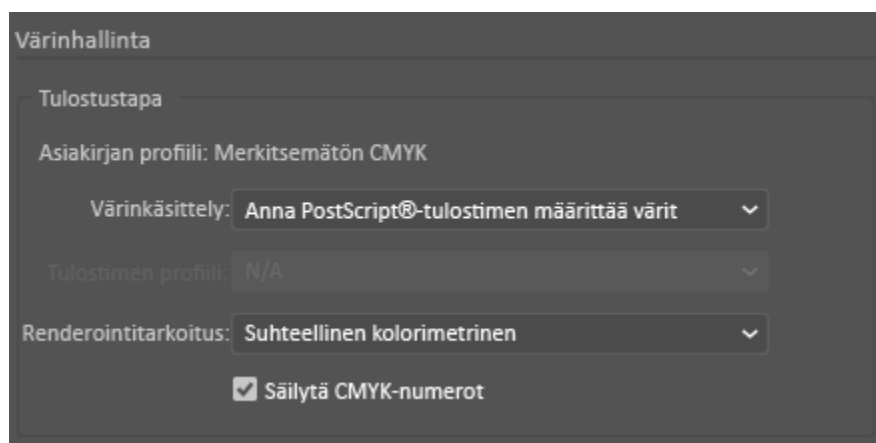 Värinhallinta
Tulostustapa
Asiakirjan profiili: Merkitsemätön CMYK
Värinkäsittely: Anna PostScript®-tulostimen määrittää värit
Tulostimen profiili: N/A
Renderointitarkoitus: Suhteellinen kolorimetrinen
Säilytä CMYK-numerot